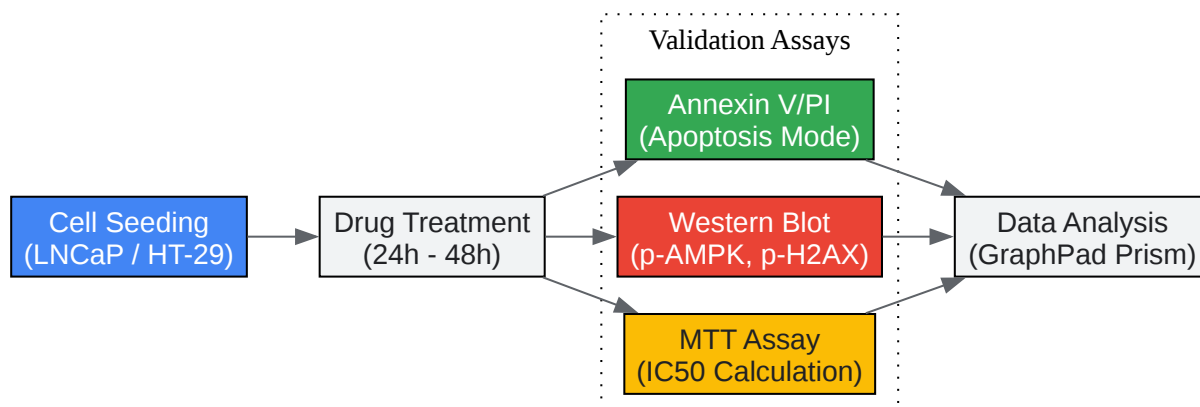 Validation Assays
Annexin V/PI
(Apoptosis Mode)
Cell Seeding
(LNCaP / HT-29)
Drug Treatment
(24h - 48h)
Western Blot
(p-AMPK, p-H2AX)
Data Analysis
(GraphPad Prism)
MTT Assay
(IC50 Calculation)